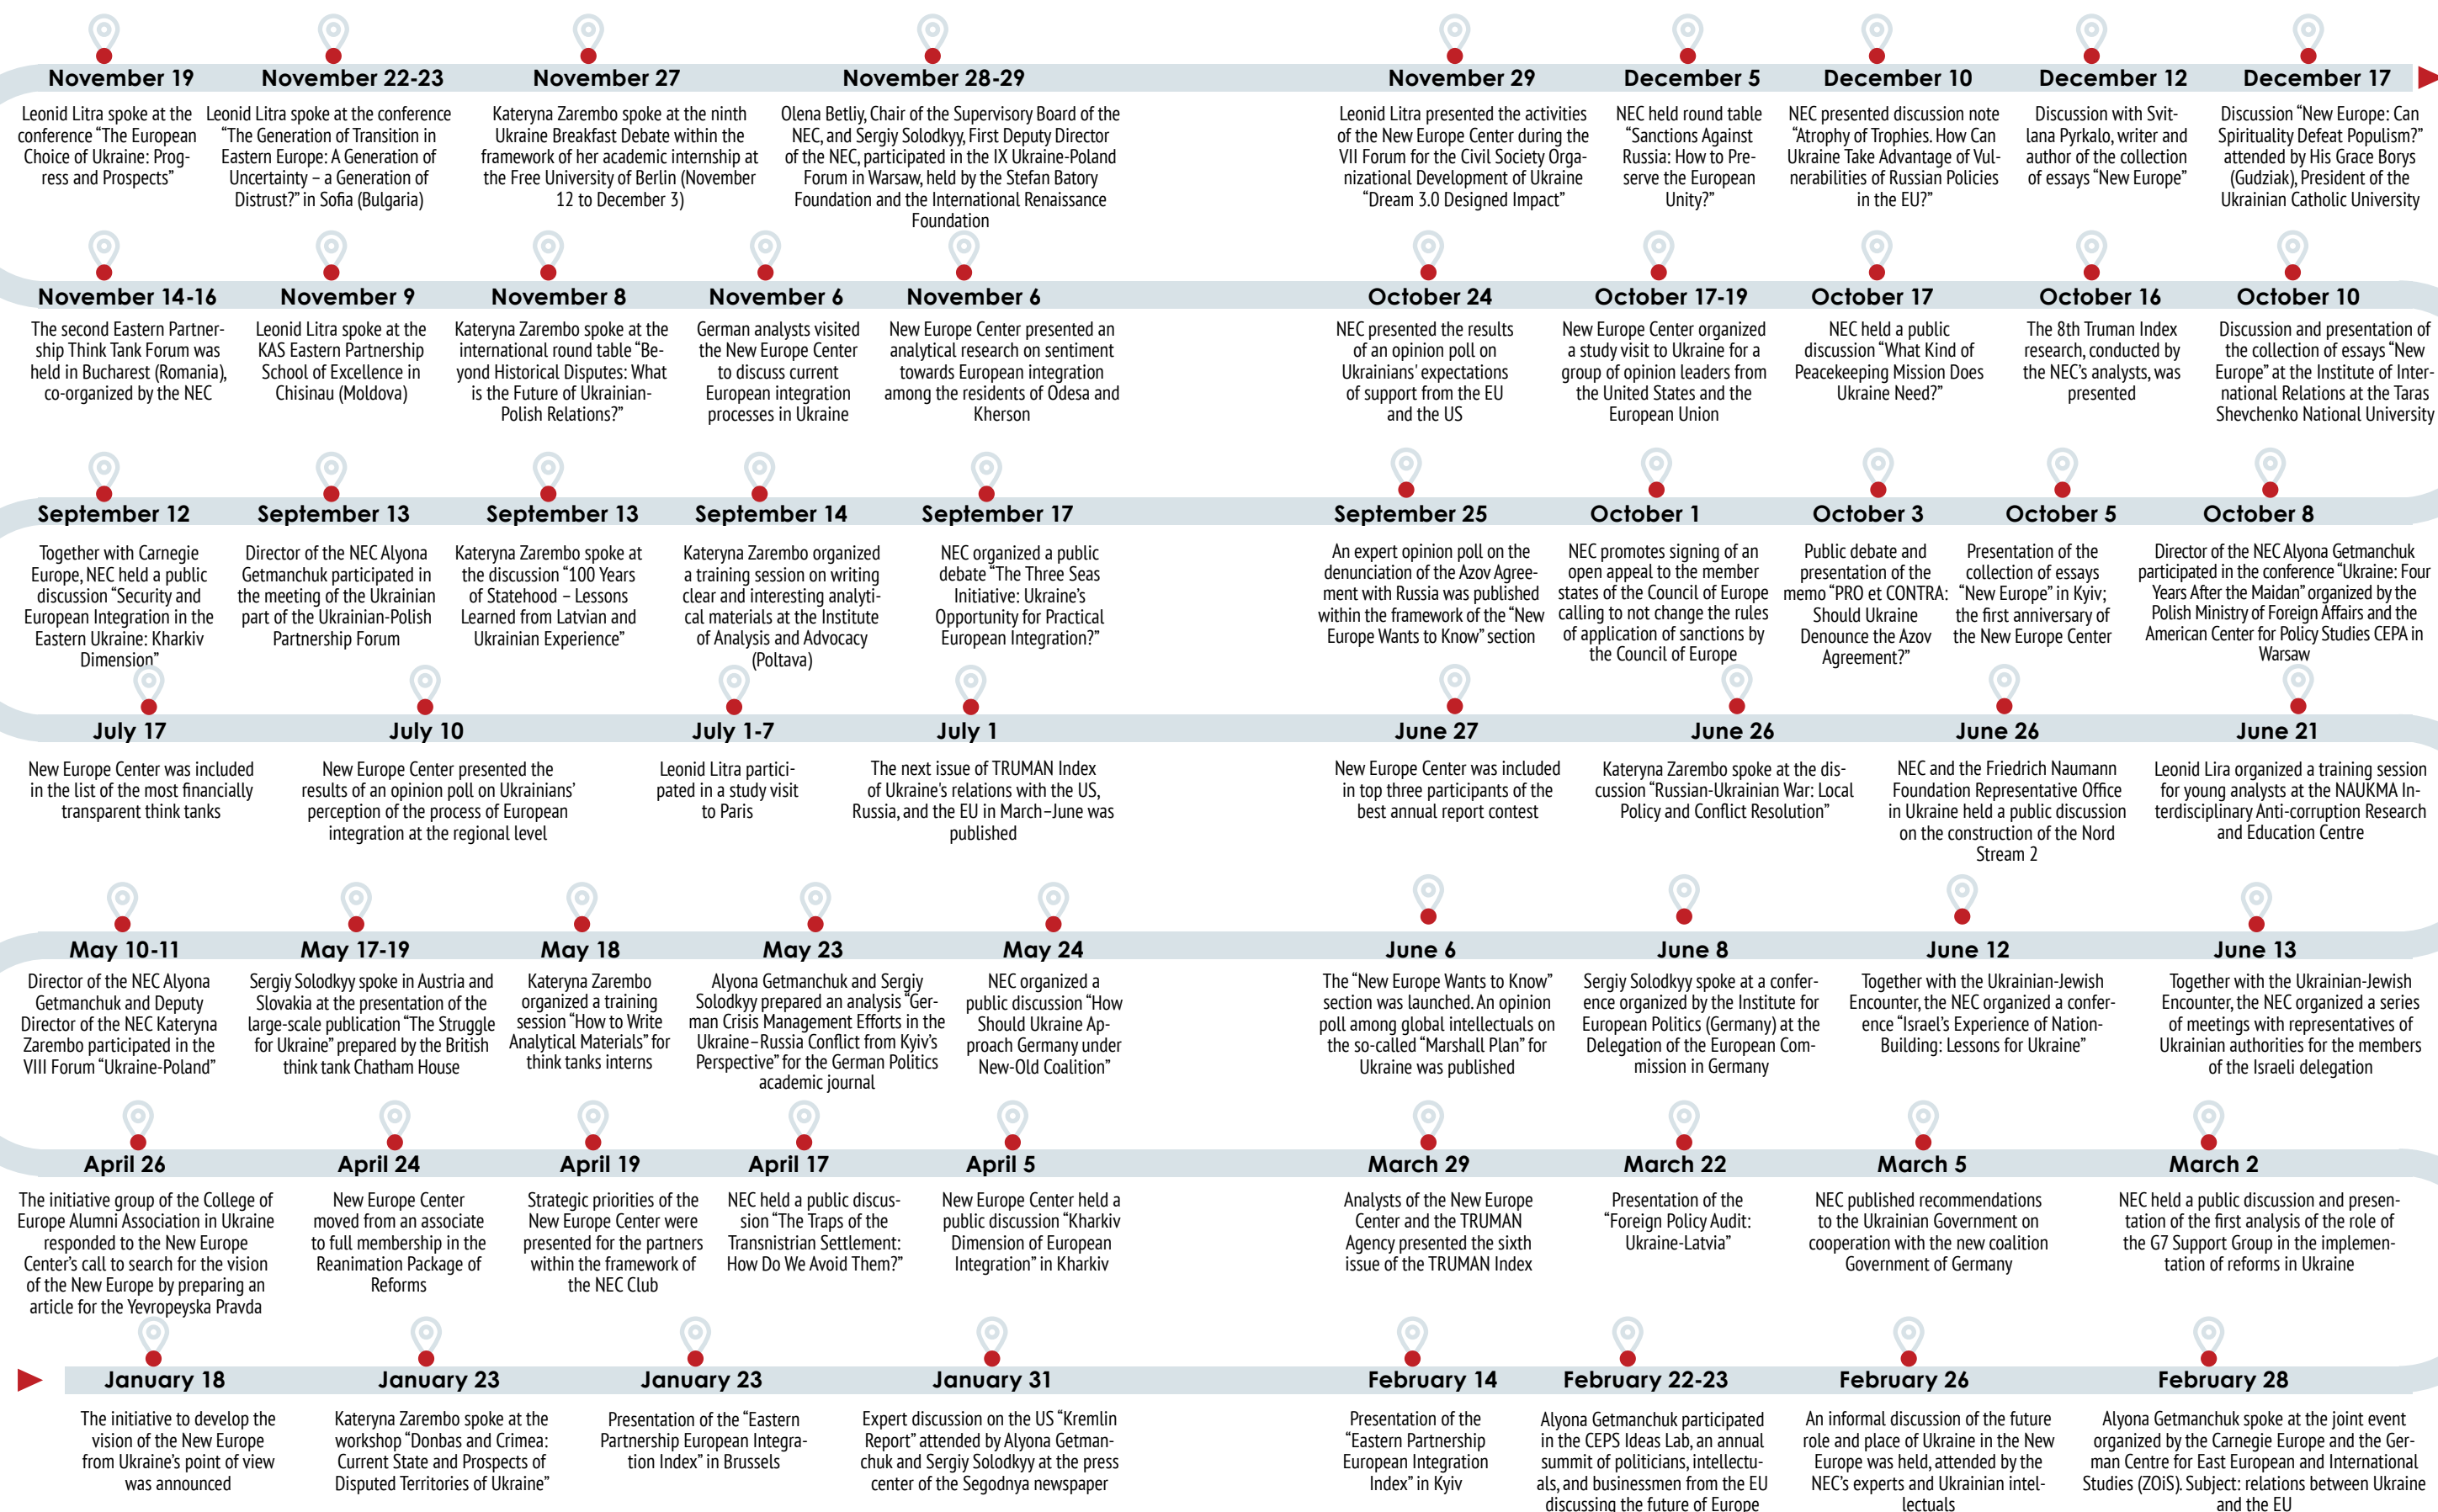 November 19
Leonid Litra spoke at the
conference “The European
Choice of Ukraine: Prog-
ress and Prospects”
November 22-23
Leonid Litra spoke at the conference
“The Generation of Transition in
Eastern Europe: A Generation of
Uncertainty – a Generation of
Distrust?” in Sofia (Bulgaria)
November 27
Kateryna Zarembo spoke at the ninth
Ukraine Breakfast Debate within the
framework of her academic internship at
the Free University of Berlin (November
12 to December 3)
November 28-29
Olena Betliy, Chair of the Supervisory Board of the
NEC, and Sergiy Solodkyy, First Deputy Director
of the NEC, participated in the IX Ukraine-Poland
Forum in Warsaw, held by the Stefan Batory
Foundation and the International Renaissance
Foundation
November 29
Leonid Litra presented the activities
of the New Europe Center during the
VII Forum for the Civil Society Orga-
nizational Development of Ukraine
“Dream 3.0 Designed Impact”
December 5
NEC held round table
“Sanctions Against
Russia: How to Pre-
serve the European
Unity?”
December 10
NEC presented discussion note
“Atrophy of Trophies. How Can
Ukraine Take Advantage of Vul-
nerabilities of Russian Policies
in the EU?”
December 12
Discussion with Svit-
lana Pyrkalo, writer and
author of the collection
of essays “New Europe”
December 17
Discussion “New Europe: Can
Spirituality Defeat Populism?”
attended by His Grace Borys
(Gudziak), President of the
Ukrainian Catholic University
November 14-16
The second Eastern Partner-
ship Think Tank Forum was
held in Bucharest (Romania),
co-organized by the NEC
November 9
Leonid Litra spoke at the
KAS Eastern Partnership
School of Excellence in
Chisinau (Moldova)
November 8
Kateryna Zarembo spoke at the
international round table “Be-
yond Historical Disputes: What
is the Future of Ukrainian-
Polish Relations?”
November 6
German analysts visited
the New Europe Center
to discuss current
European integration
processes in Ukraine
November 6
New Europe Center presented an
analytical research on sentiment
towards European integration
among the residents of Odesa and
Kherson
October 24
NEC presented the results
of an opinion poll on
Ukrainians' expectations
of support from the EU
and the US
October 17-19
New Europe Center organized
a study visit to Ukraine for a
group of opinion leaders from
the United States and the
European Union
October 17
NEC held a public
discussion “What Kind of
Peacekeeping Mission Does
Ukraine Need?”
October 16
The 8th Truman Index
research, conducted by
the NEC’s analysts, was
presented
October 10
Discussion and presentation of
the collection of essays “New
Europe” at the Institute of Inter-
national Relations at the Taras
Shevchenko National University
September 12
Together with Carnegie
Europe, NEC held a public
discussion “Security and
European Integration in the
Eastern Ukraine: Kharkiv
Dimension”
September 13
Director of the NEC Alyona
Getmanchuk participated in
the meeting of the Ukrainian
part of the Ukrainian-Polish
Partnership Forum
September 13
Kateryna Zarembo spoke at
the discussion “100 Years
of Statehood – Lessons
Learned from Latvian and
Ukrainian Experience”
September 14
Kateryna Zarembo organized
a training session on writing
clear and interesting analyti-
cal materials at the Institute
of Analysis and Advocacy
(Poltava)
September 17
NEC organized a public
debate “The Three Seas
Initiative: Ukraine’s
Opportunity for Practical
European Integration?”
September 25
An expert opinion poll on the
denunciation of the Azov Agree-
ment with Russia was published
within the framework of the “New
Europe Wants to Know” section
October 1
NEC promotes signing of an
open appeal to the member
states of the Council of Europe
calling to not change the rules
of application of sanctions by
the Council of Europe
October 3
Public debate and
presentation of the
memo “PRO et CONTRA:
Should Ukraine
Denounce the Azov
Agreement?”
October 5
Presentation of the
collection of essays
“New Europe” in Kyiv;
the first anniversary of
the New Europe Center
October 8
Director of the NEC Alyona Getmanchuk
participated in the conference “Ukraine: Four
Years After the Maidan” organized by the
Polish Ministry of Foreign Affairs and the
American Center for Policy Studies CEPA in
Warsaw
July 17
New Europe Center was included
in the list of the most financially
transparent think tanks
July 10
New Europe Center presented the
results of an opinion poll on Ukrainians’
perception of the process of European
integration at the regional level
July 1-7
Leonid Litra partici-
pated in a study visit
to Paris
July 1
The next issue of TRUMAN Index
of Ukraine's relations with the US,
Russia, and the EU in March–June was
published
June 27
New Europe Center was included
in top three participants of the
best annual report contest
June 26
Kateryna Zarembo spoke at the dis-
cussion “Russian-Ukrainian War: Local
Policy and Conflict Resolution”
June 26
NEC and the Friedrich Naumann
Foundation Representative Office
in Ukraine held a public discussion
on the construction of the Nord
Stream 2
June 21
Leonid Lira organized a training session
for young analysts at the NAUKMA In-
terdisciplinary Anti-corruption Research
and Education Centre
May 10-11
Director of the NEC Alyona
Getmanchuk and Deputy
Director of the NEC Kateryna
Zarembo participated in the
VIII Forum “Ukraine-Poland”
May 17-19
Sergiy Solodkyy spoke in Austria and
Slovakia at the presentation of the
large-scale publication “The Struggle
for Ukraine” prepared by the British
think tank Chatham House
May 18
Kateryna Zarembo
organized a training
session “How to Write
Analytical Materials” for
think tanks interns
May 23
Alyona Getmanchuk and Sergiy
Solodkyy prepared an analysis “Ger-
man Crisis Management Efforts in the
Ukraine–Russia Conflict from Kyiv’s
Perspective” for the German Politics
academic journal
May 24
NEC organized a
public discussion “How
Should Ukraine Ap-
proach Germany under
New-Old Coalition”
June 6
The “New Europe Wants to Know”
section was launched. An opinion
poll among global intellectuals on
the so-called “Marshall Plan” for
Ukraine was published
June 8
Sergiy Solodkyy spoke at a confer-
ence organized by the Institute for
European Politics (Germany) at the
Delegation of the European Com-
mission in Germany
June 12
Together with the Ukrainian-Jewish
Encounter, the NEC organized a confer-
ence “Israel’s Experience of Nation-
Building: Lessons for Ukraine”
June 13
Together with the Ukrainian-Jewish
Encounter, the NEC organized a series
of meetings with representatives of
Ukrainian authorities for the members
of the Israeli delegation
April 26
The initiative group of the College of
Europe Alumni Association in Ukraine
responded to the New Europe
Center’s call to search for the vision
of the New Europe by preparing an
article for the Yevropeyska Pravda
April 24
New Europe Center
moved from an associate
to full membership in the
Reanimation Package of
Reforms
April 19
Strategic priorities of the
New Europe Center were
presented for the partners
within the framework of
the NEC Club
April 17
NEC held a public discus-
sion “The Traps of the
Transnistrian Settlement:
How Do We Avoid Them?”
April 5
New Europe Center held a
public discussion “Kharkiv
Dimension of European
Integration” in Kharkiv
March 29
Analysts of the New Europe
Center and the TRUMAN
Agency presented the sixth
issue of the TRUMAN Index
March 22
Presentation of the
“Foreign Policy Audit:
Ukraine-Latvia”
March 5
NEC published recommendations
to the Ukrainian Government on
cooperation with the new coalition
Government of Germany
March 2
NEC held a public discussion and presen-
tation of the first analysis of the role of
the G7 Support Group in the implemen-
tation of reforms in Ukraine
January 18
The initiative to develop the
vision of the New Europe
from Ukraine’s point of view
was announced
January 23
Kateryna Zarembo spoke at the
workshop “Donbas and Crimea:
Current State and Prospects of
Disputed Territories of Ukraine”
January 23
Presentation of the “Eastern
Partnership European Integra-
tion Index” in Brussels
January 31
Expert discussion on the US “Kremlin
Report” attended by Alyona Getman-
chuk and Sergiy Solodkyy at the press
center of the Segodnya newspaper
February 14
Presentation of the
“Eastern Partnership
European Integration
Index” in Kyiv
February 22-23
Alyona Getmanchuk participated
in the CEPS Ideas Lab, an annual
summit of politicians, intellectu-
als, and businessmen from the EU
discussing the future of Europe
February 26
An informal discussion of the future
role and place of Ukraine in the New
Europe was held, attended by the
NEC’s experts and Ukrainian intel-
lectuals
February 28
Alyona Getmanchuk spoke at the joint event
organized by the Carnegie Europe and the Ger-
man Centre for East European and International
Studies (ZOiS). Subject: relations between Ukraine
and the EU